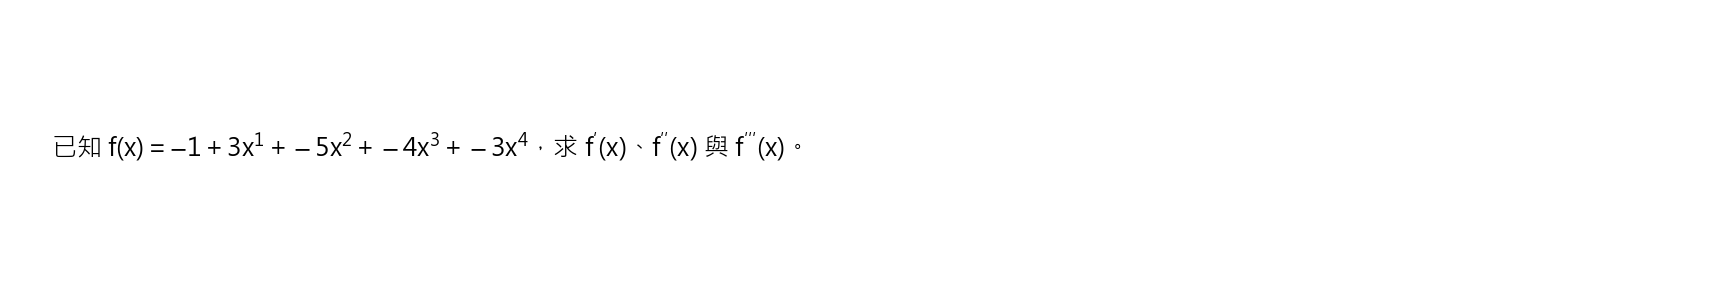 已知 f(x) = −1 + 3x¹ + − 5x² + − 4x³ + − 3x⁴，求 f′(x)、f′′(x) 與 f′′′(x)。